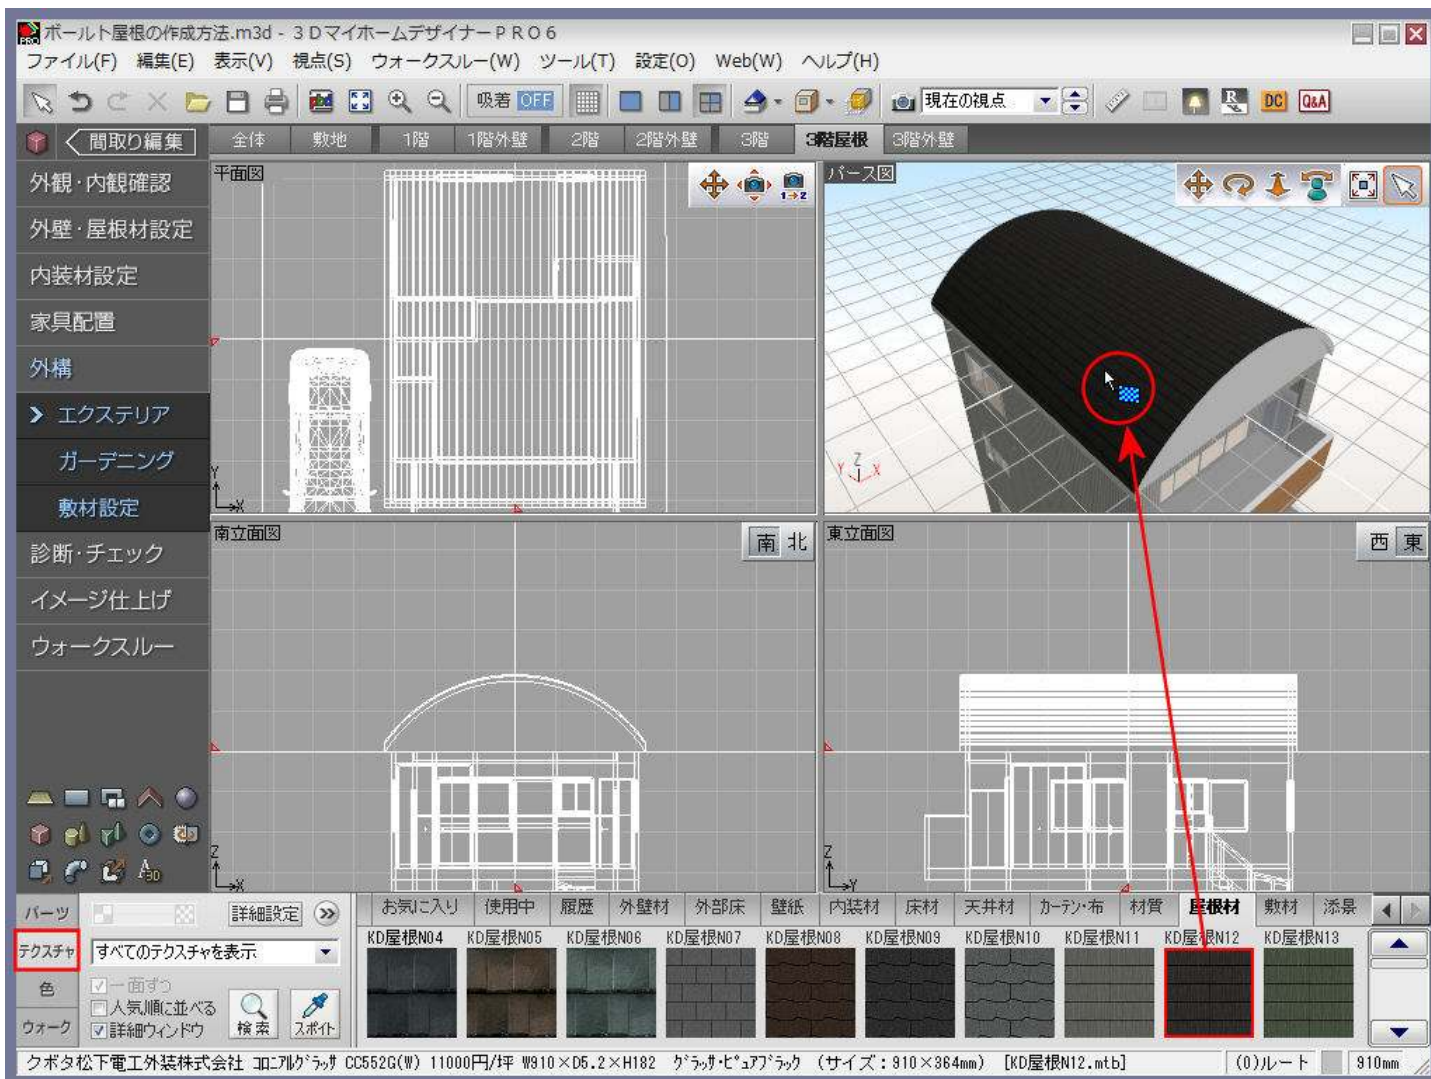 ボールト屋根の作成方法.m3d - 3DマイホームデザイナーPRO6
ファイル(F) 編集(E) 表示(V) 視点(S) ウォークスルー(W) ツール(T) 設定(O) Web(W) ヘルプ(H)
吸着 OFF 現在の視点 DC Q&A
間取り編集 全体 敷地 1階 1階外壁 2階 2階外壁 3階 3階屋根 3階外壁
外観・内観確認
外壁・屋根材設定
内装材設定
家具配置
外構
エクステリア
ガーデニング
敷材設定
診断・チェック
イメージ仕上げ
ウォークスルー
平面図
1→2
Y
X
パース図
Y Z X
南立面図
南 北
Z
X
東立面図
西 東
Z
Y
パーツ
テクスチャ
色
ウォーク
詳細設定
すべてのテクスチャを表示
一面ずつ
人気順に並べる
詳細ウィンドウ
検索 スポイト
お気に入り 使用中 履歴 外壁材 外部床 壁紙 内装材 床材 天井材 カーテン・布 材質 屋根材 敷材 添景
KD屋根N04 KD屋根N05 KD屋根N06 KD屋根N07 KD屋根N08 KD屋根N09 KD屋根N10 KD屋根N11 KD屋根N12 KD屋根N13
クボタ松下電工外装株式会社 ｺﾛﾆｱﾙｸﾞﾗｯｻ CC552G(W) 11000円/坪 W910×D5.2×H182 ｸﾞﾗｯｻ･ﾋﾟｭｱﾌﾞﾗｯｸ (サイズ：910×364mm) [KD屋根N12.mtb] (0)ルート 910mm